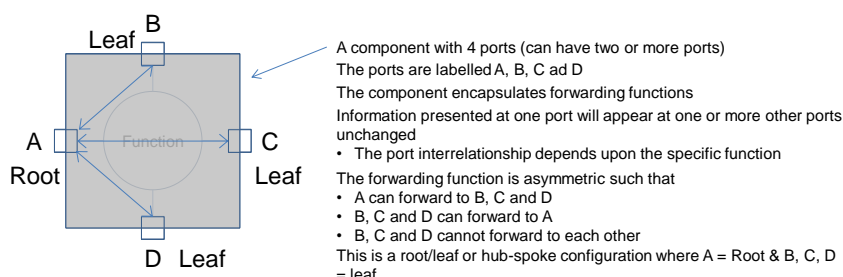 B
Leaf
A
Root
Function
C
Leaf
D Leaf
A component with 4 ports (can have two or more ports)
The ports are labelled A, B, C ad D
The component encapsulates forwarding functions
Information presented at one port will appear at one or more other ports
unchanged
• The port interrelationship depends upon the specific function
The forwarding function is asymmetric such that
• A can forward to B, C and D
• B, C and D can forward to A
• B, C and D cannot forward to each other
This is a root/leaf or hub-spoke configuration where A = Root & B, C, D
= leaf